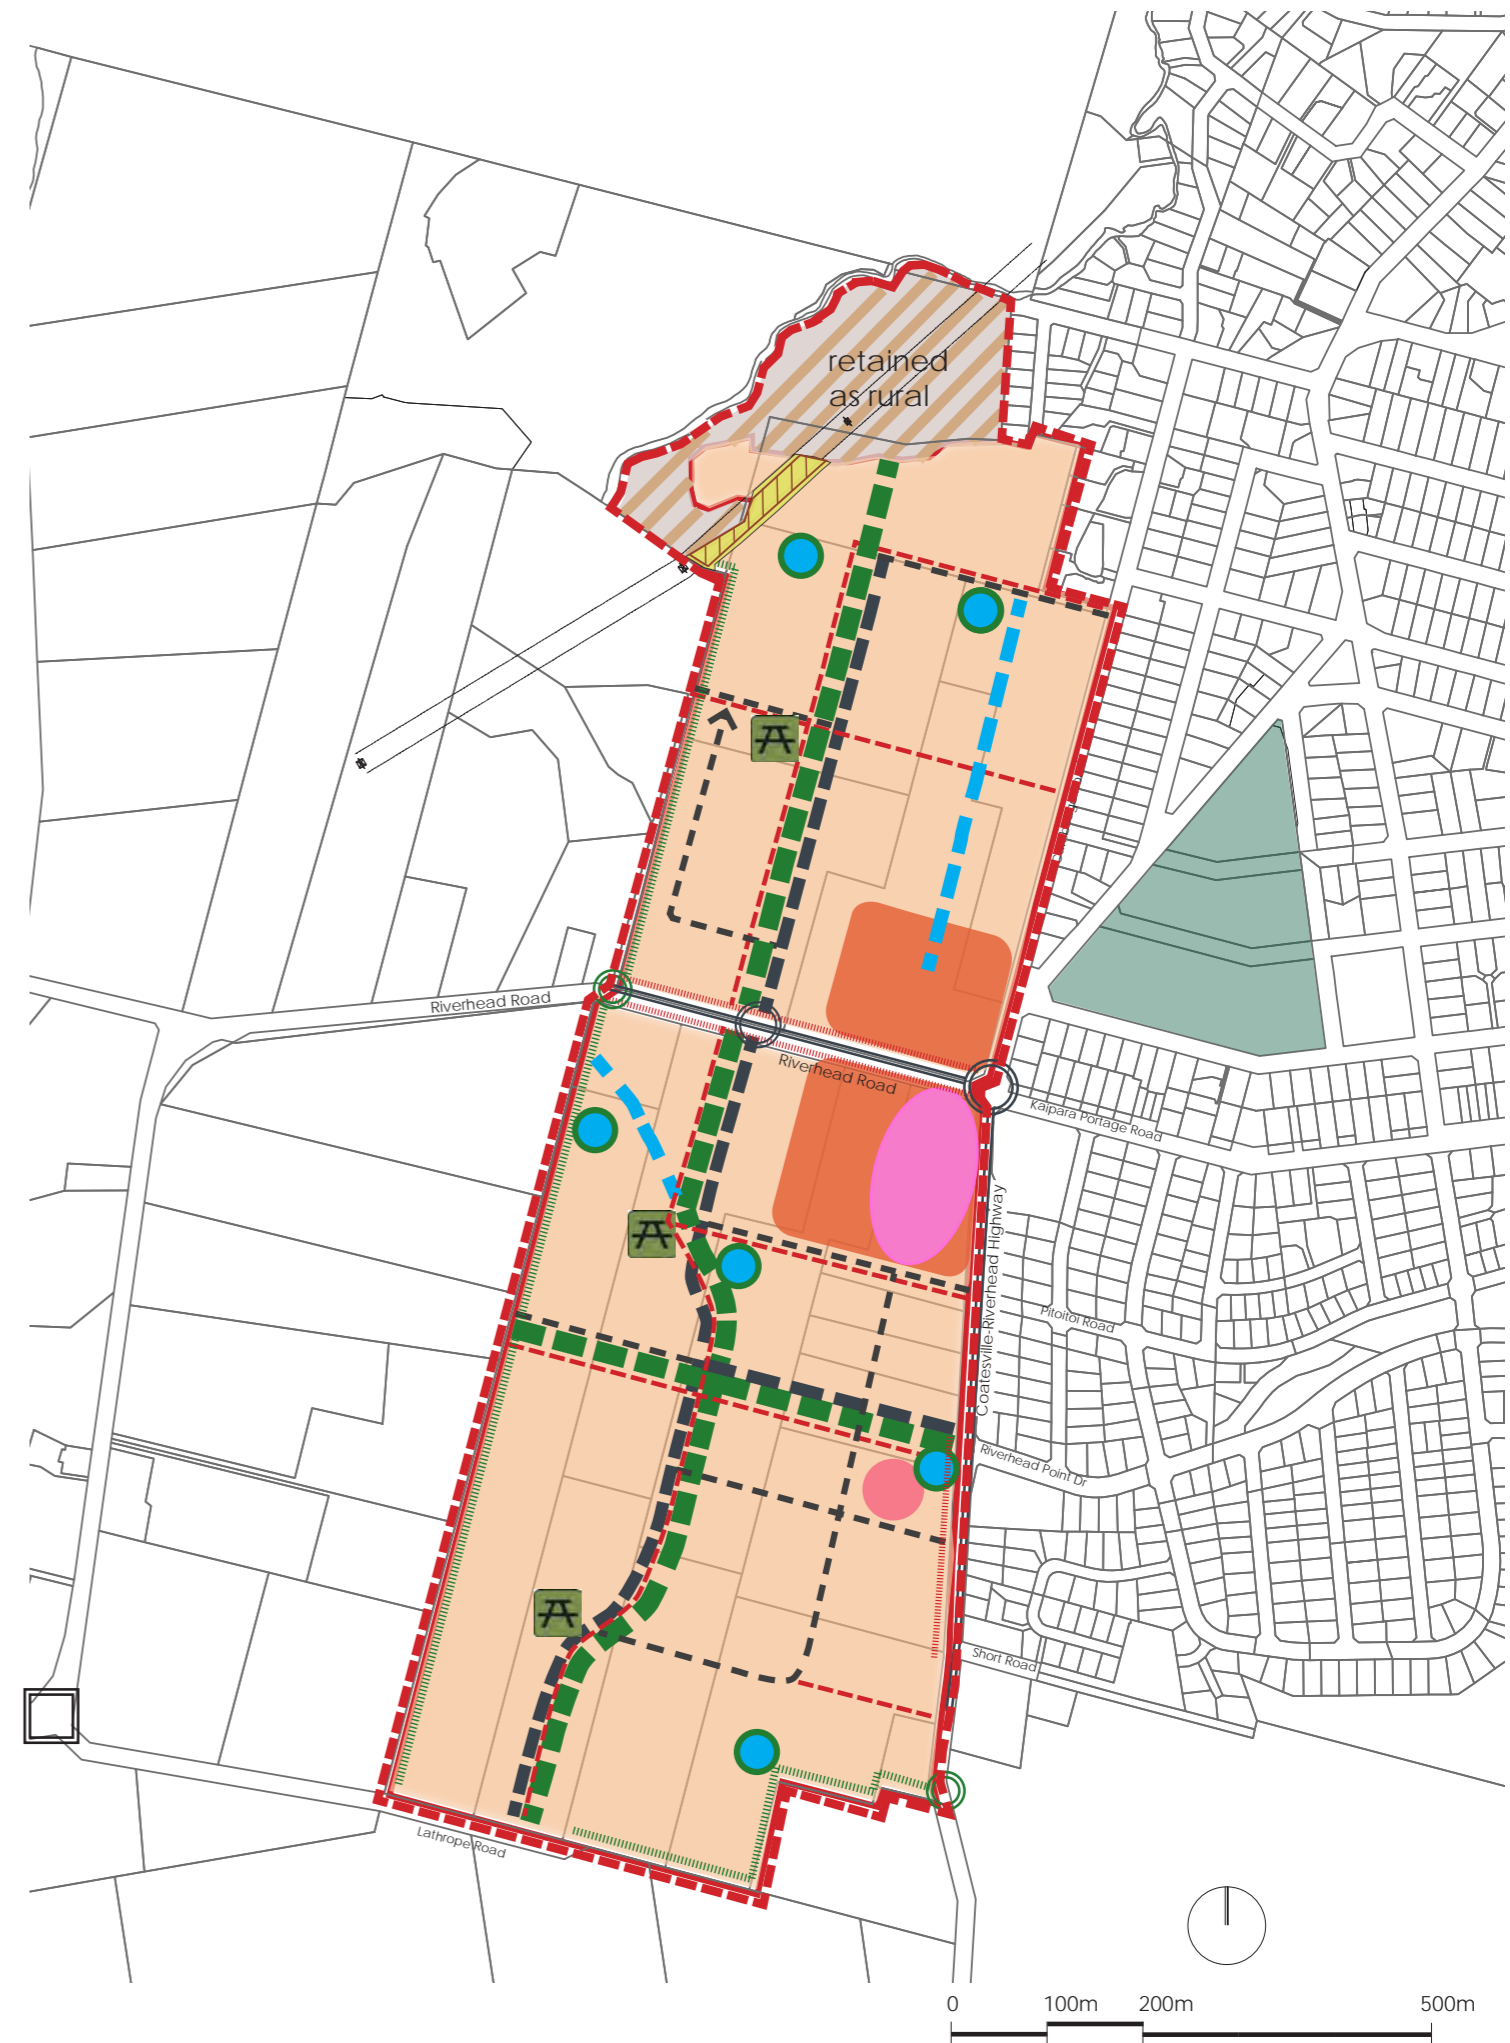 retained
as rural
Riverhead Road
Riverhead Road
Kaipara Portage Road
Coatesville-Riverhead Highway
Pitoitoi Road
Riverhead Point Dr
Short Road
Lathrope Road
0 100m 200m 500m